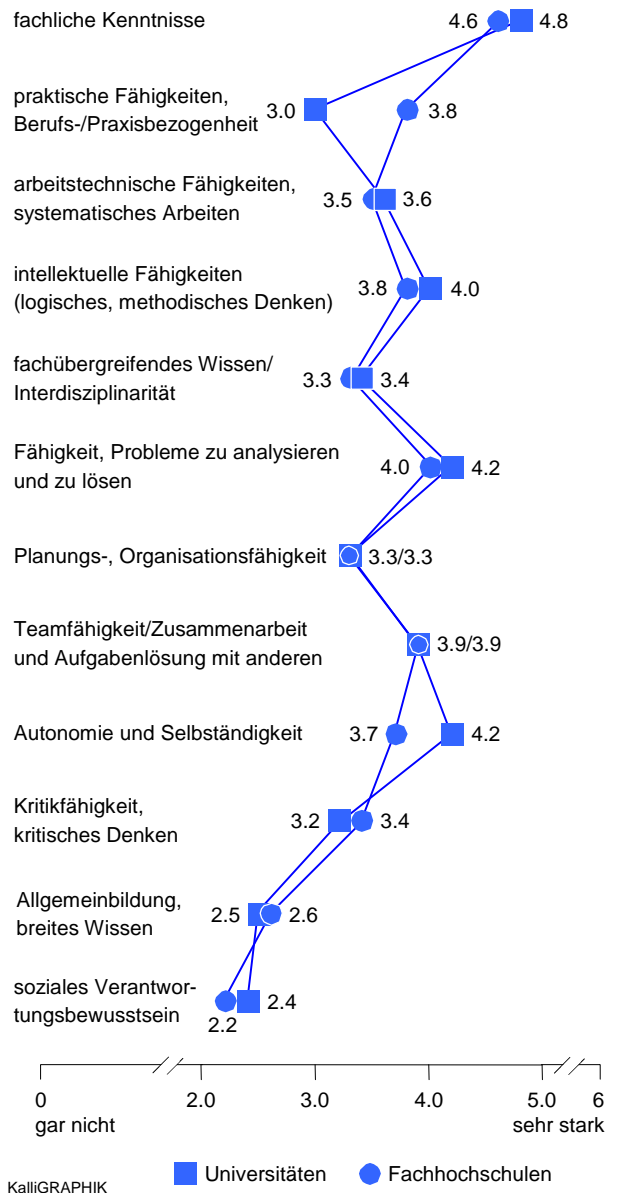 fachliche Kenntnisse
4.6 4.8
praktische Fähigkeiten,
Berufs-/Praxisbezogenheit
3.0 3.8
arbeitstechnische Fähigkeiten,
systematisches Arbeiten
3.5 3.6
intellektuelle Fähigkeiten
(logisches, methodisches Denken)
3.8 4.0
fachübergreifendes Wissen/
Interdisziplinarität
3.3 3.4
Fähigkeit, Probleme zu analysieren
und zu lösen
4.0 4.2
Planungs-, Organisationsfähigkeit
3.3/3.3
Teamfähigkeit/Zusammenarbeit
und Aufgabenlösung mit anderen
3.9/3.9
Autonomie und Selbständigkeit
3.7 4.2
Kritikfähigkeit,
kritisches Denken
3.2 3.4
Allgemeinbildung,
breites Wissen
2.5 2.6
soziales Verantwor-
tungsbewusstsein
2.4
2.2
0 2.0 3.0 4.0 5.0 6
gar nicht sehr stark
Universitäten Fachhochschulen
KalliGRAPHIK